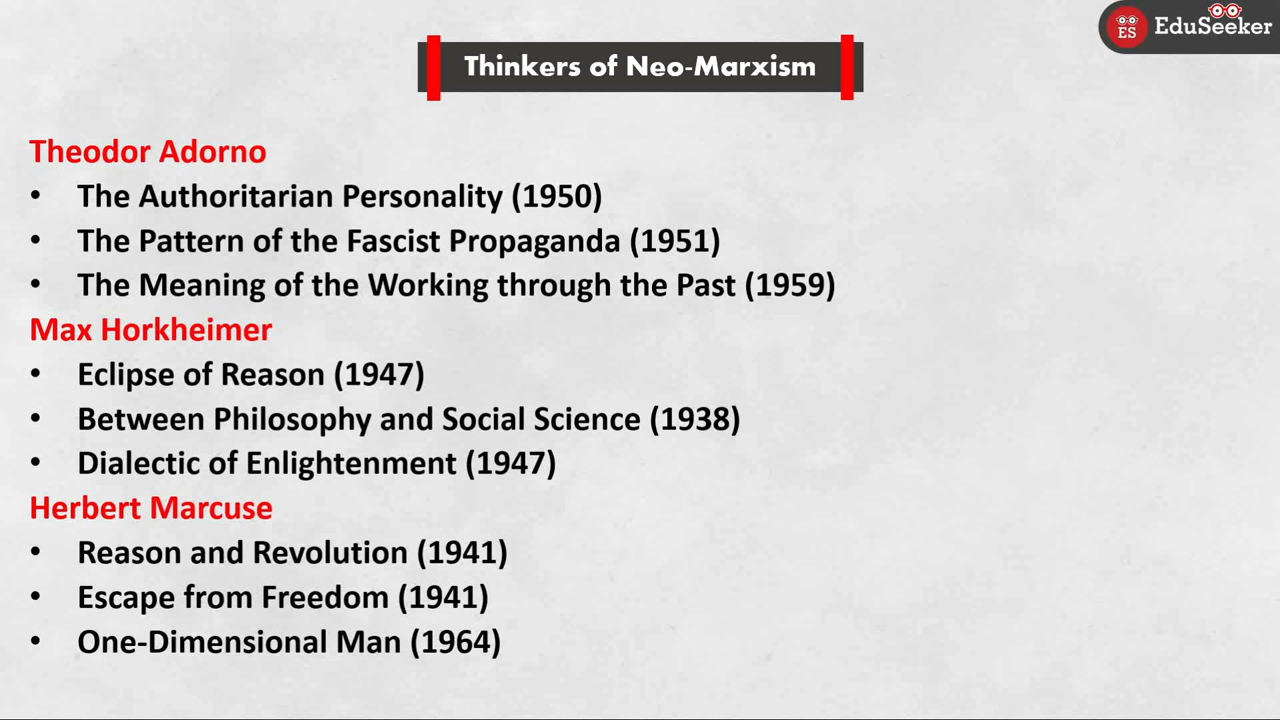 ES EduSeeker
Thinkers of Neo-Marxism
Theodor Adorno
• The Authoritarian Personality (1950)
• The Pattern of the Fascist Propaganda (1951)
• The Meaning of the Working through the Past (1959)
Max Horkheimer
• Eclipse of Reason (1947)
• Between Philosophy and Social Science (1938)
• Dialectic of Enlightenment (1947)
Herbert Marcuse
• Reason and Revolution (1941)
• Escape from Freedom (1941)
• One-Dimensional Man (1964)